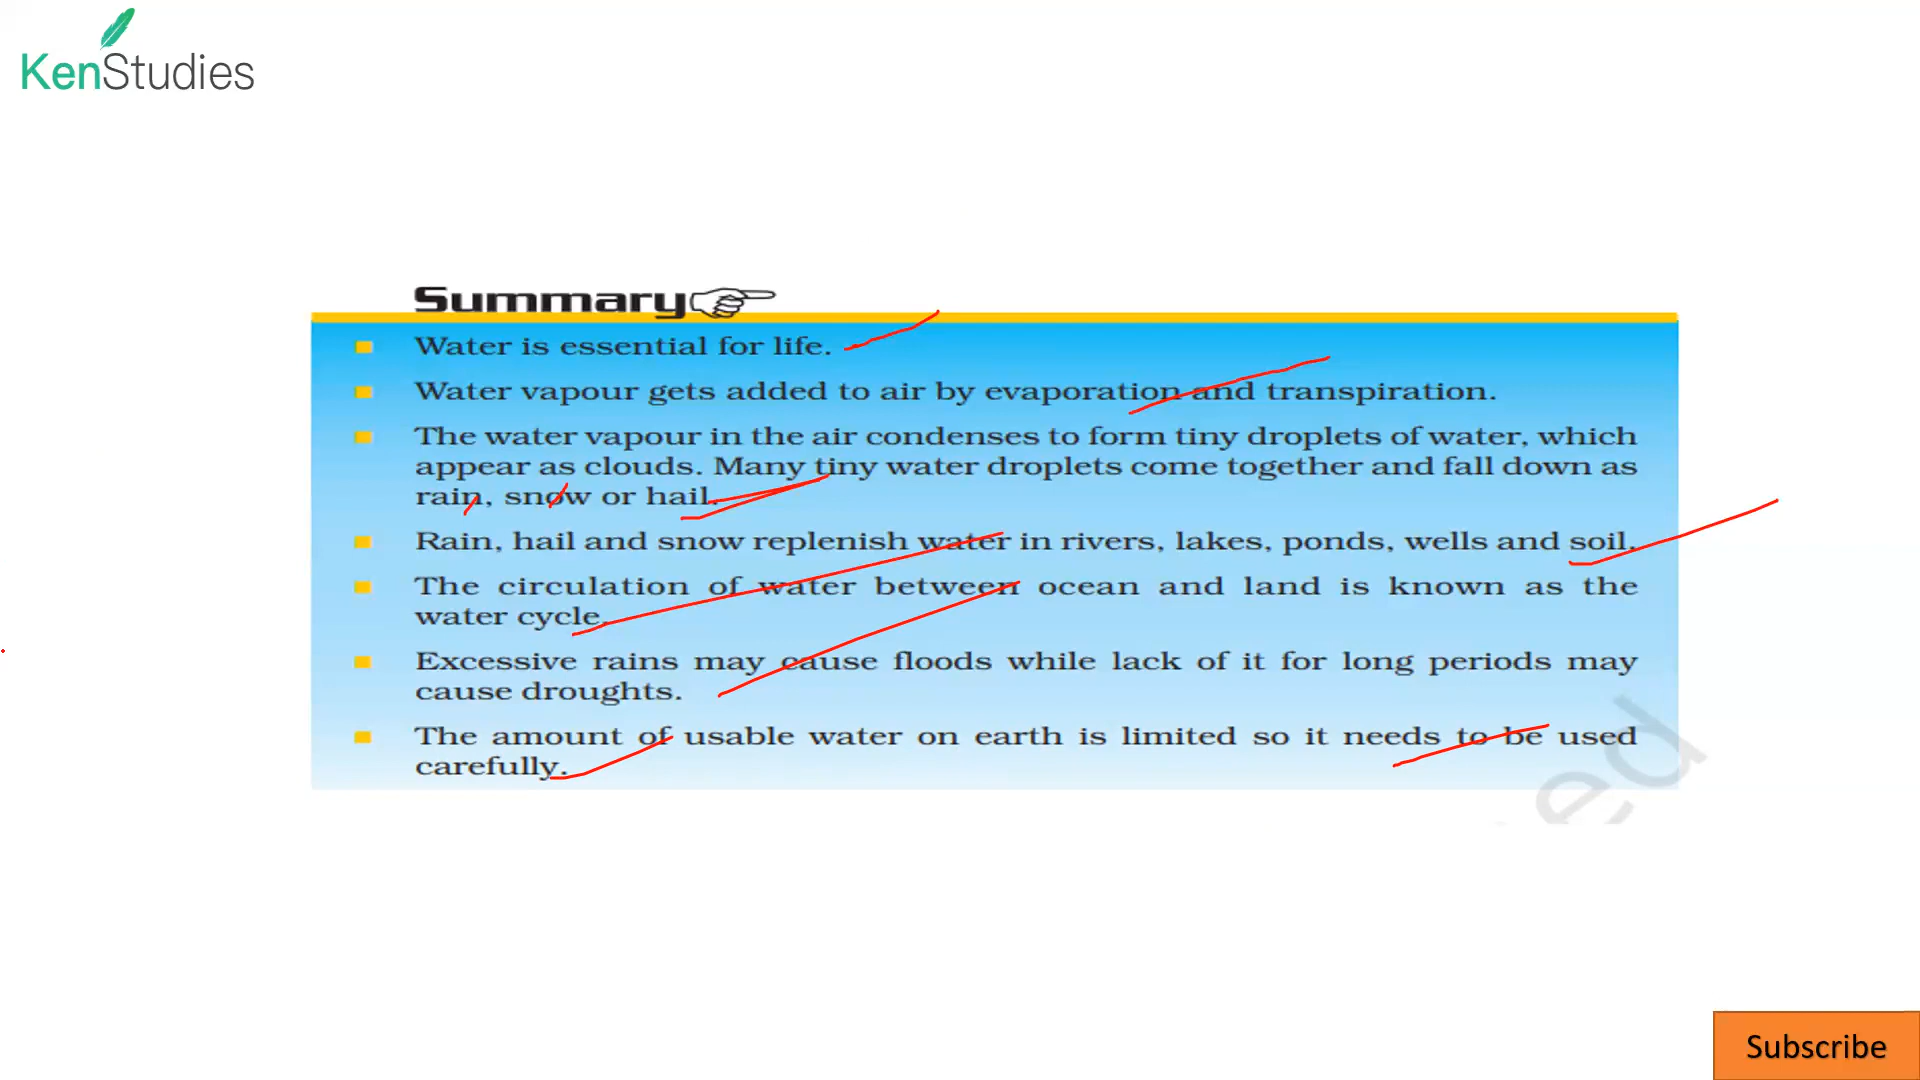 KenStudies
Summary
Water is essential for life.
Water vapour gets added to air by evaporation and transpiration.
The water vapour in the air condenses to form tiny droplets of water, which
appear as clouds. Many tiny water droplets come together and fall down as
rain, snow or hail.
Rain, hail and snow replenish water in rivers, lakes, ponds, wells and soil.
The circulation of water between ocean and land is known as the
water cycle.
Excessive rains may cause floods while lack of it for long periods may
cause droughts.
The amount of usable water on earth is limited so it needs to be used
carefully.
ed
Subscribe